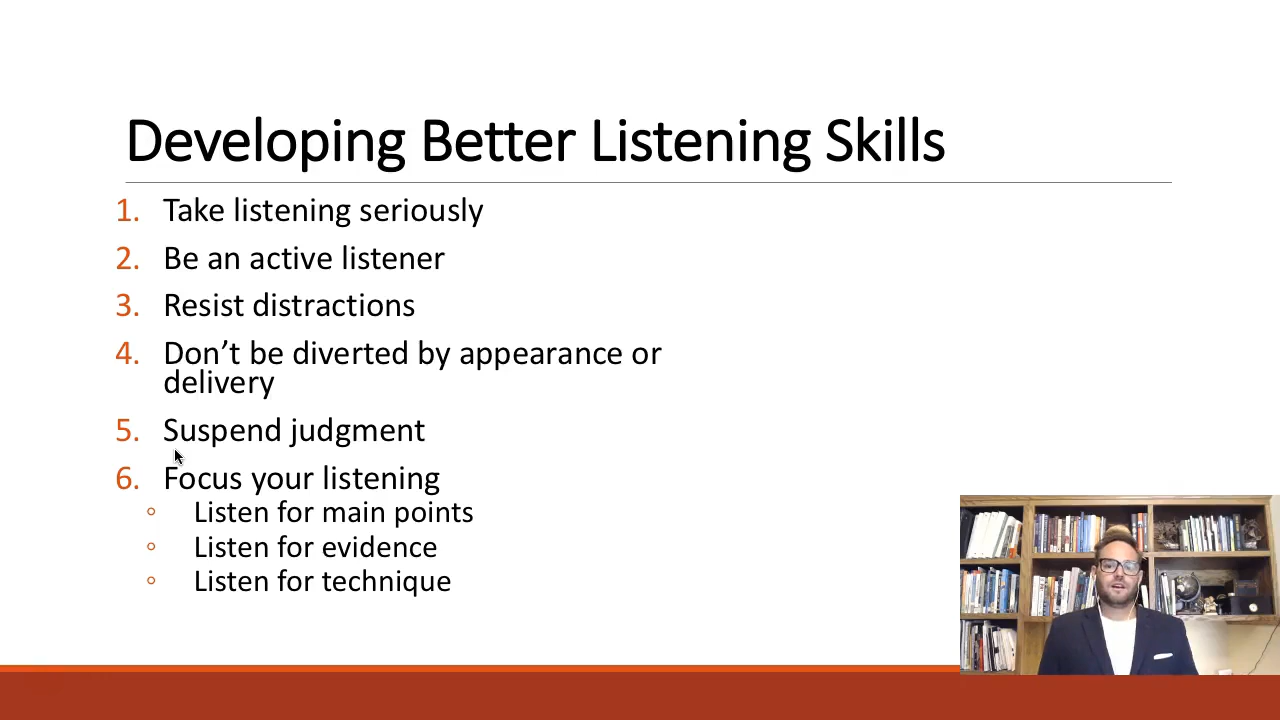 Developing Better Listening Skills
1. Take listening seriously
2. Be an active listener
3. Resist distractions
4. Don’t be diverted by appearance or
delivery
5. Suspend judgment
6. Focus your listening
◦ Listen for main points
◦ Listen for evidence
◦ Listen for technique